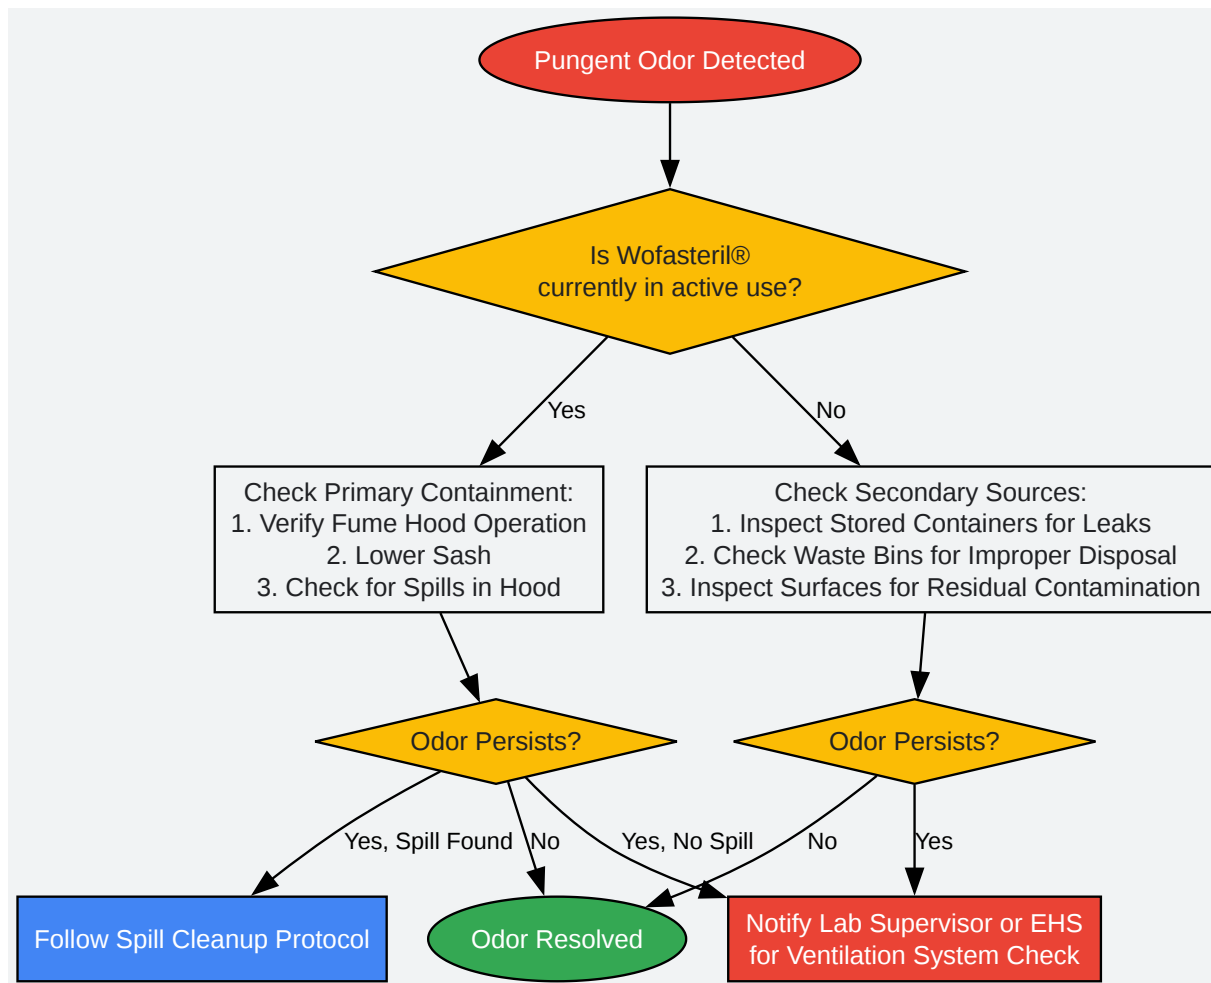 Pungent Odor Detected
Is Wofasteril®
currently in active use?
Yes
No
Check Primary Containment:
1. Verify Fume Hood Operation
2. Lower Sash
3. Check for Spills in Hood
Check Secondary Sources:
1. Inspect Stored Containers for Leaks
2. Check Waste Bins for Improper Disposal
3. Inspect Surfaces for Residual Contamination
Odor Persists?
Odor Persists?
Yes, Spill Found
No
Yes, No Spill
No
Yes
Follow Spill Cleanup Protocol
Odor Resolved
Notify Lab Supervisor or EHS
for Ventilation System Check